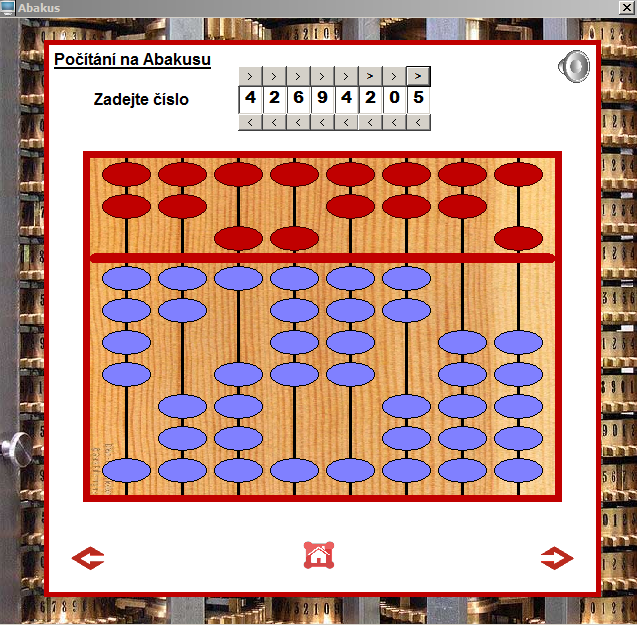 Abakus
Počítání na Abakusu
> > > > > > > >
Zadejte číslo
4 2 6 9 4 2 0 5
< < < < < < < <